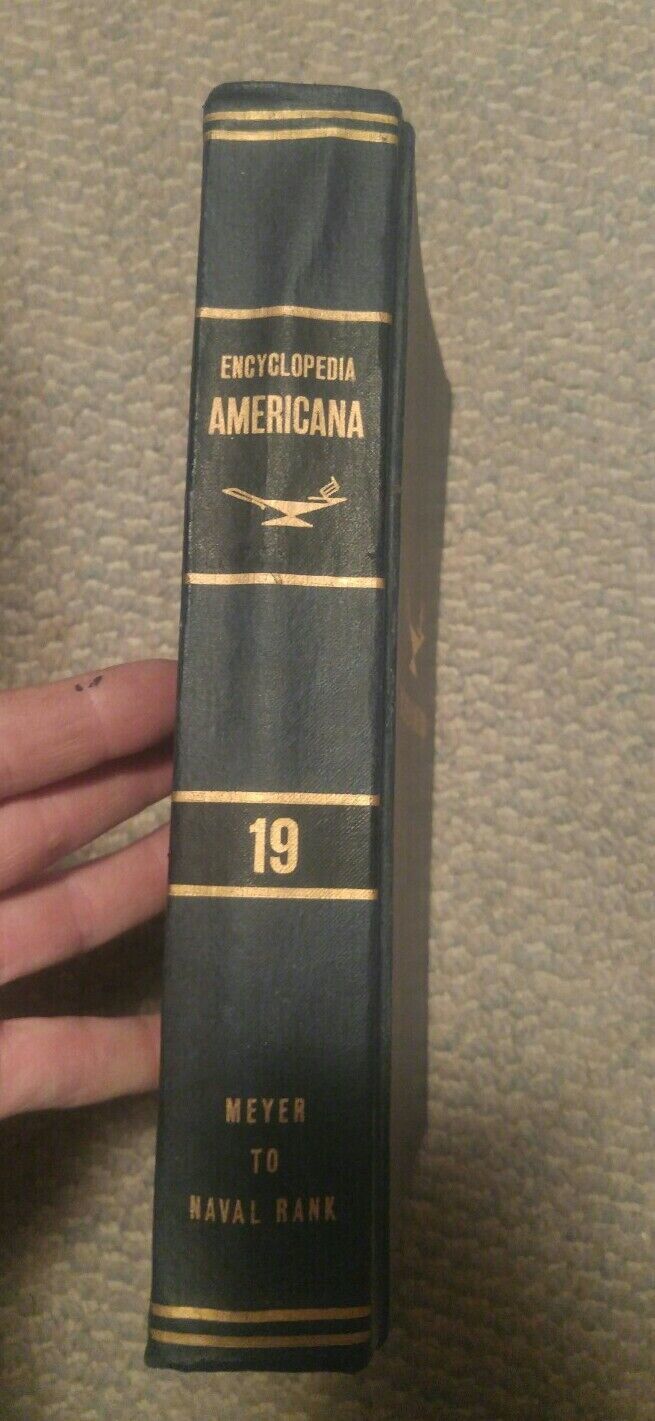 ENCYCLOPEDIA
AMERICANA
19
MEYER
TO
NAVAL RANK